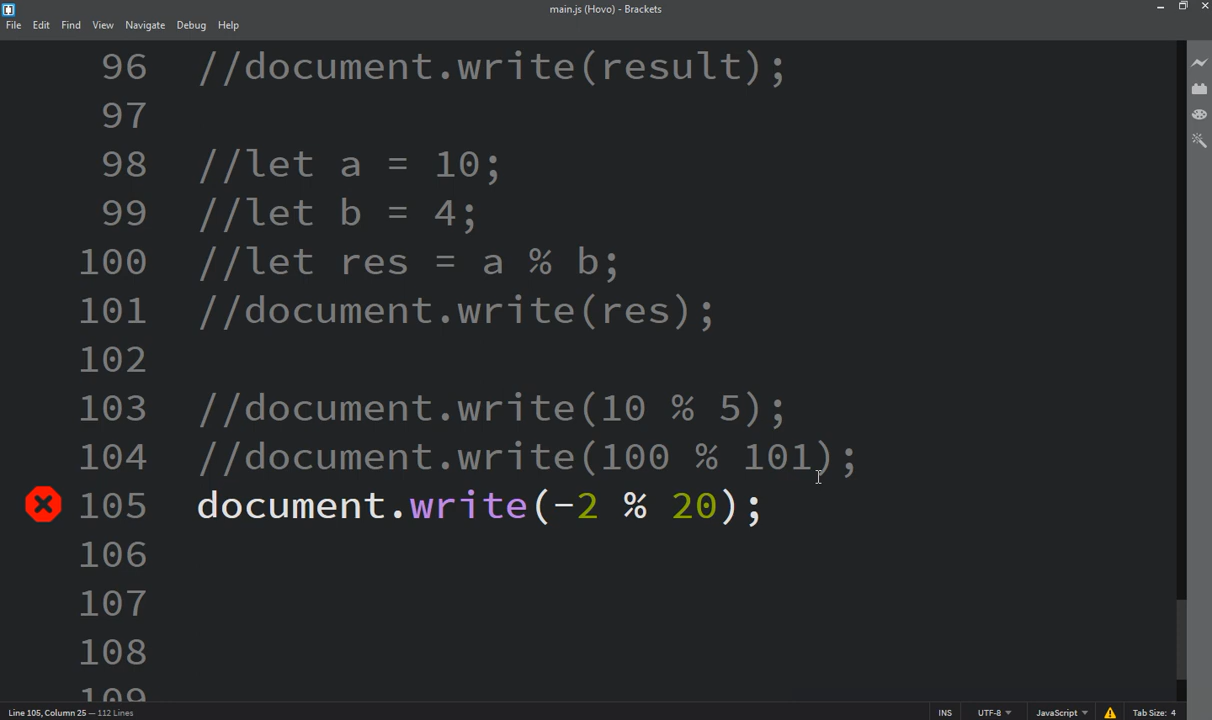 main.js (Hovo) - Brackets
File Edit Find View Navigate Debug Help
96 //document.write(result);
97
98 //let a = 10;
99 //let b = 4;
100 //let res = a % b;
101 //document.write(res);
102
103 //document.write(10 % 5);
104 //document.write(100 % 101);
105 document.write(-2 % 20);
106
107
108
109
Line 105, Column 25 — 112 Lines INS UTF-8 JavaScript Tab Size: 4